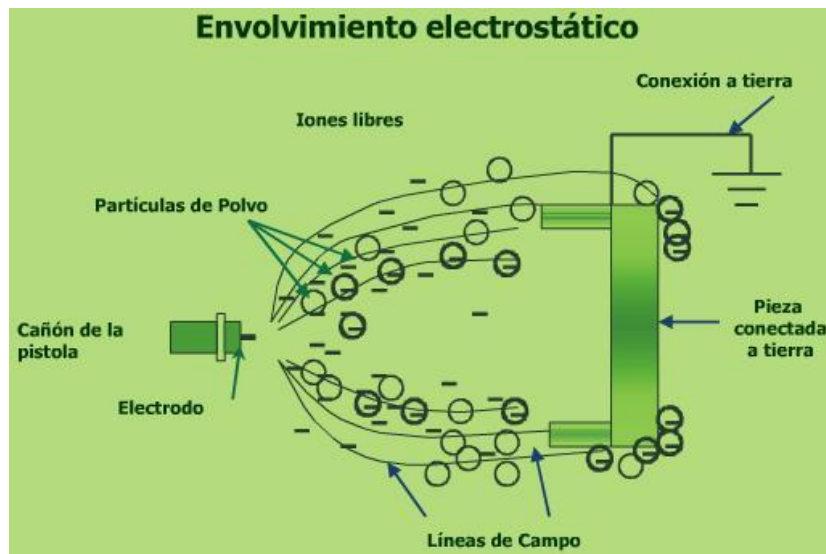 Envolvimiento electrostático
Conexión a tierra
Iones libres
Partículas de Polvo
Cañón de la
pistola
Electrodo
Pieza
conectada
a tierra
Líneas de Campo